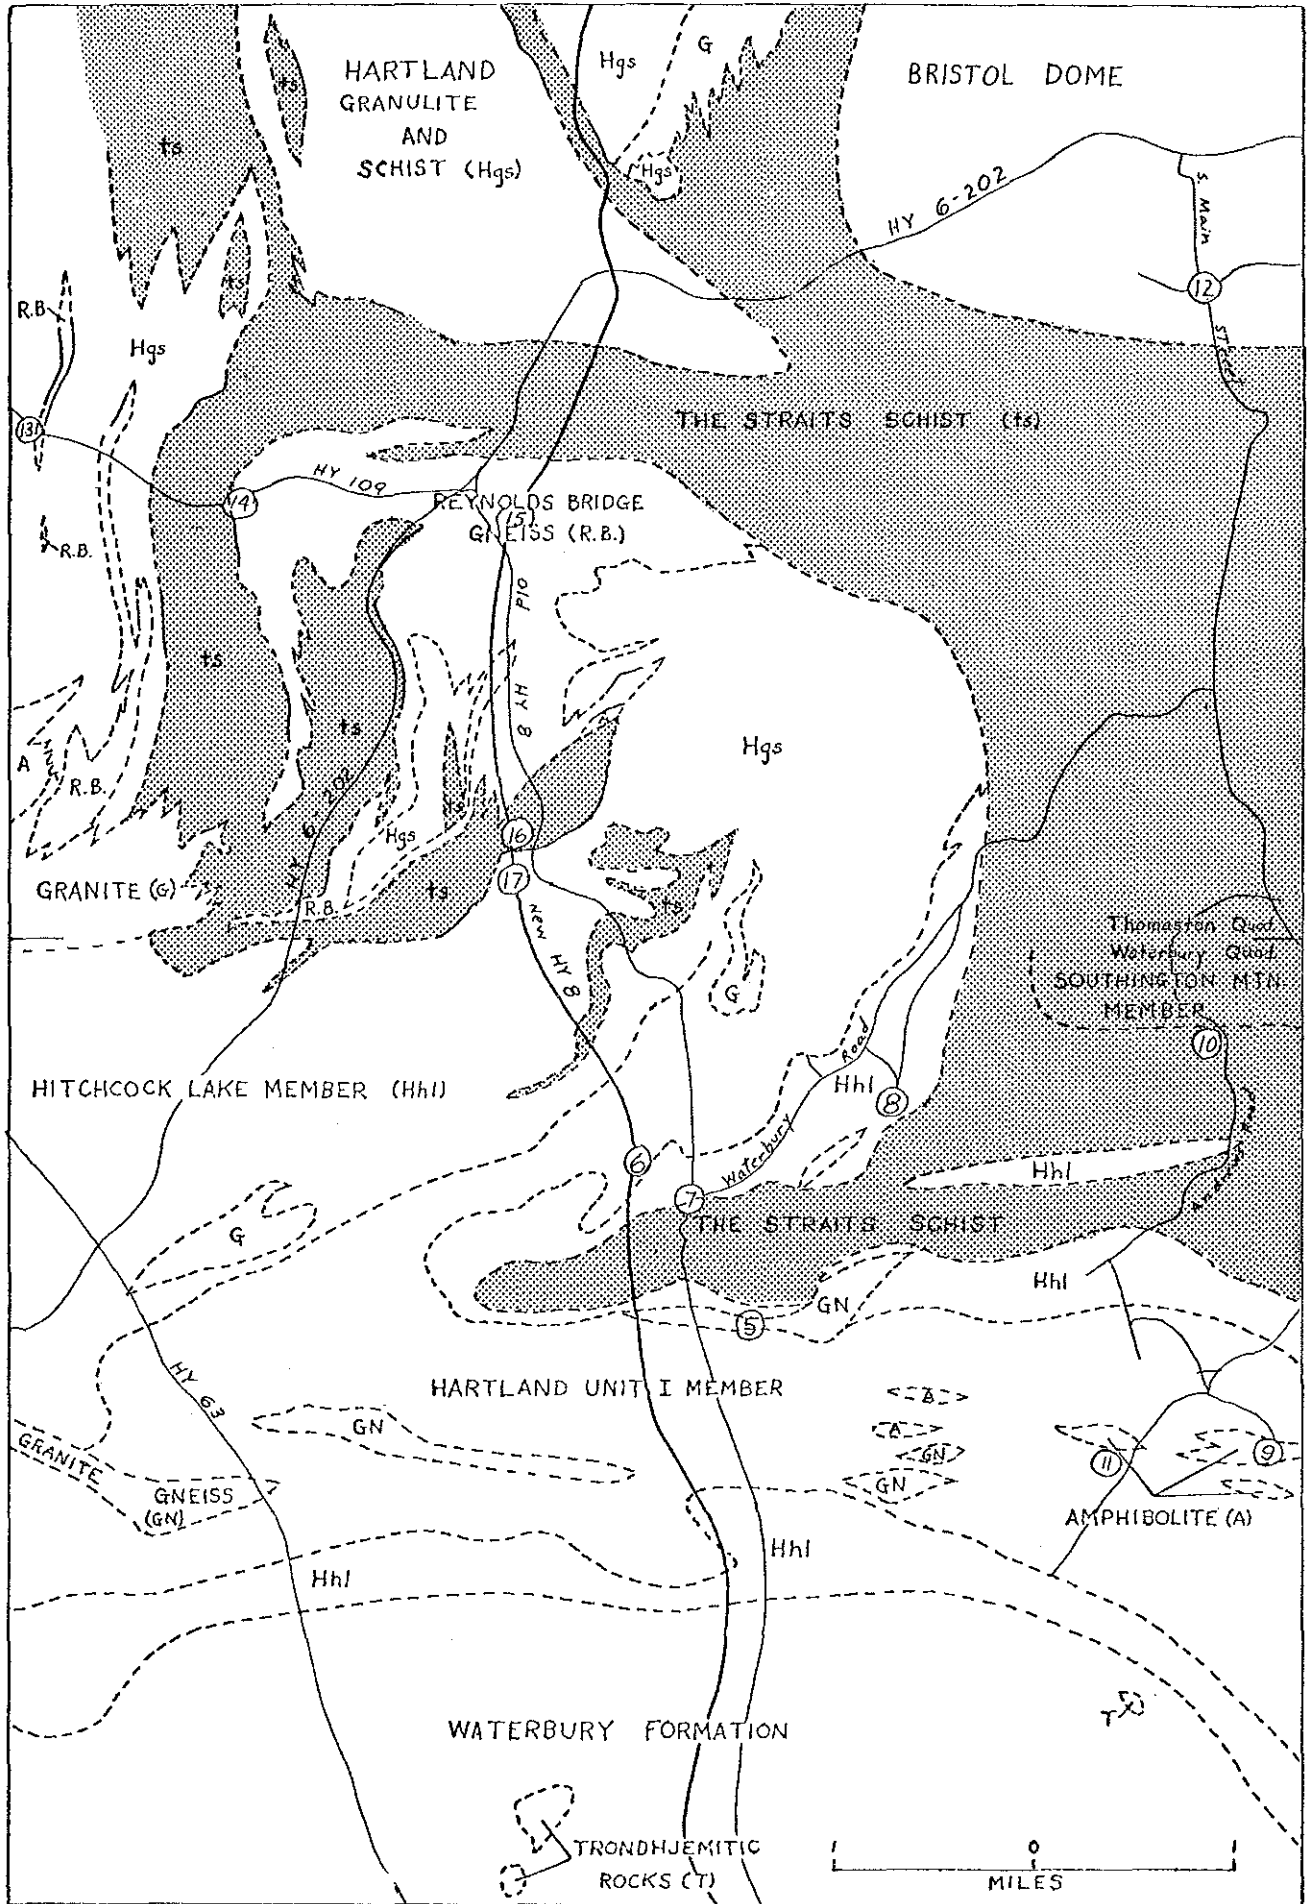 Hgs
G
BRISTOL DOME
HARTLAND
GRANULITE
AND
SCHIST (Hgs)
ts
ts
Hgs
HY 6-202
S. Main
Street
12
ts
R.B.
Hgs
13
THE STRAITS SCHIST (ts)
HY 109
14
REYNOLDS BRIDGE
GNEISS (R.B.)
15
R.B.
ts
Old HY 8
ts
ts
Hgs
A
R.B.
HY 6-202
Hgs
16
17
GRANITE (G)
R.B.
ts
ts
New HY 8
G
Thomaston Quad.
Waterbury Quad.
SOUTHINGTON MTN.
MEMBER
10
HITCHCOCK LAKE MEMBER (Hhl)
Waterbury Road
Hhl
8
6
7
Hhl
G
THE STRAITS SCHIST
Hhl
GN
5
HY 63
HARTLAND UNIT I MEMBER
A
A
GN
GN
GN
GRANITE
GNEISS
(GN)
11
9
AMPHIBOLITE (A)
Hhl
Hhl
T
WATERBURY FORMATION
TRONDHJEMITIC
ROCKS (T)
1 0 1
MILES